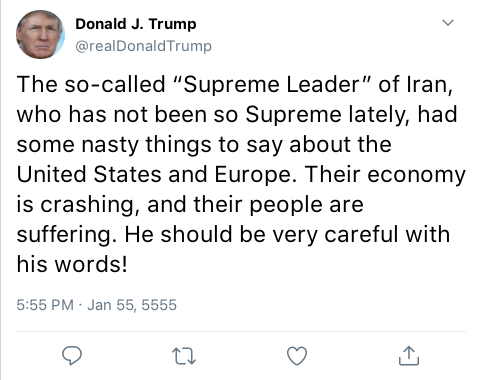 Donald J. Trump
@realDonaldTrump
The so-called “Supreme Leader” of Iran,
who has not been so Supreme lately, had
some nasty things to say about the
United States and Europe. Their economy
is crashing, and their people are
suffering. He should be very careful with
his words!
5:55 PM · Jan 55, 5555